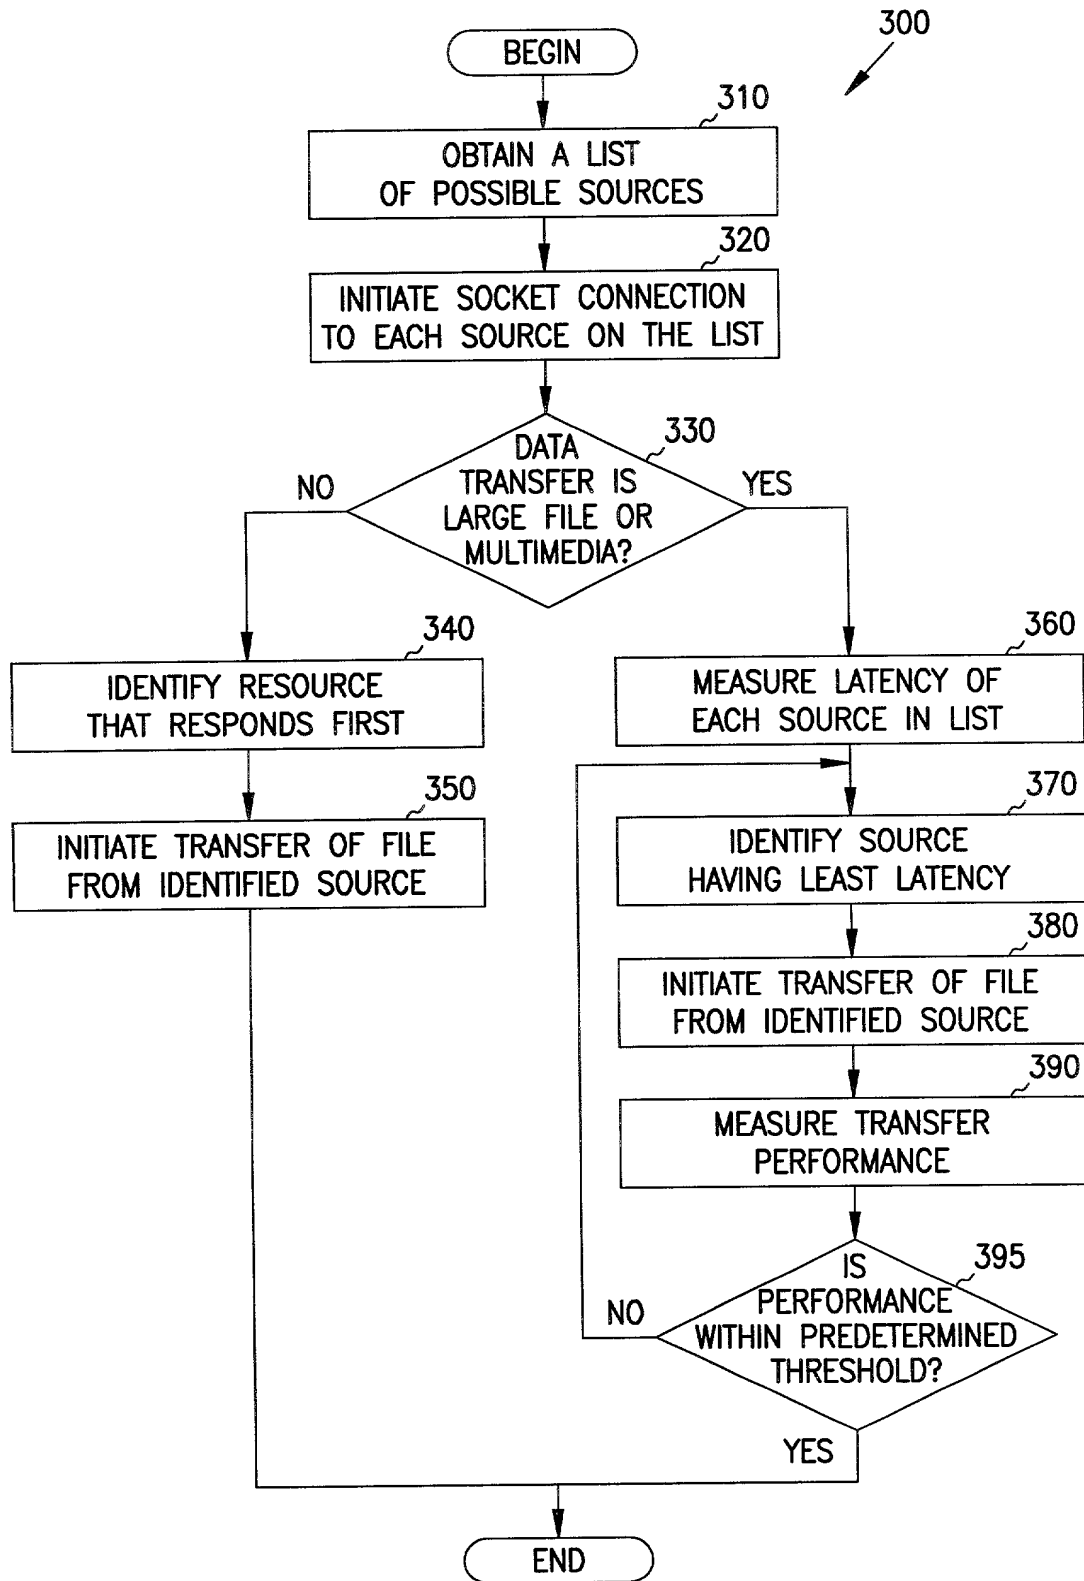 300
BEGIN
310
OBTAIN A LIST
OF POSSIBLE SOURCES
320
INITIATE SOCKET CONNECTION
TO EACH SOURCE ON THE LIST
330
DATA
TRANSFER IS
LARGE FILE OR
MULTIMEDIA?
NO
YES
340
IDENTIFY RESOURCE
THAT RESPONDS FIRST
350
INITIATE TRANSFER OF FILE
FROM IDENTIFIED SOURCE
360
MEASURE LATENCY OF
EACH SOURCE IN LIST
370
IDENTIFY SOURCE
HAVING LEAST LATENCY
380
INITIATE TRANSFER OF FILE
FROM IDENTIFIED SOURCE
390
MEASURE TRANSFER
PERFORMANCE
395
IS
PERFORMANCE
WITHIN PREDETERMINED
THRESHOLD?
NO
YES
END